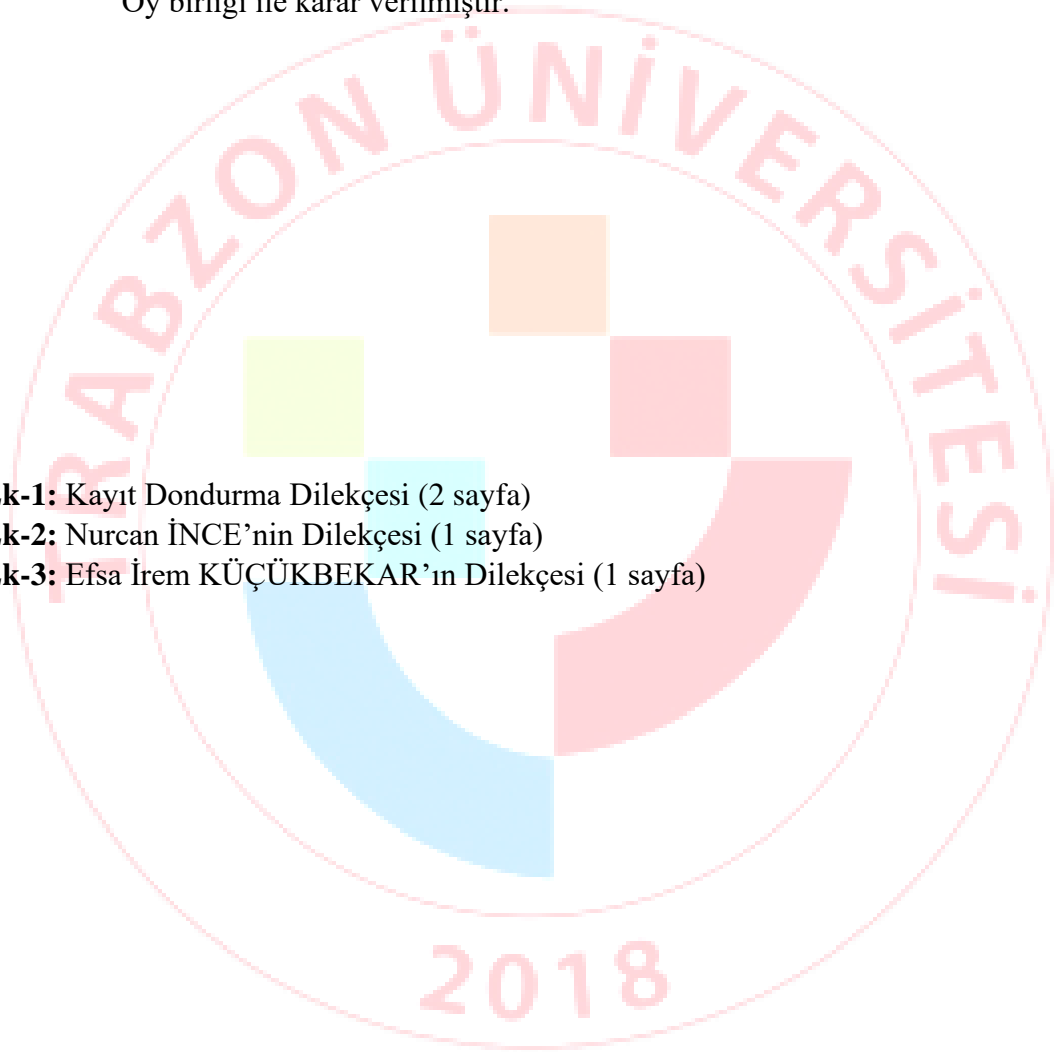 Oy birliği ile karar verilmiştir.
TRABZON ÜNİVERSİTESİ
k-1: Kayıt Dondurma Dilekçesi (2 sayfa)
k-2: Nurcan İNCE’nin Dilekçesi (1 sayfa)
k-3: Efsa İrem KÜÇÜKBEKAR’ın Dilekçesi (1 sayfa)
2018